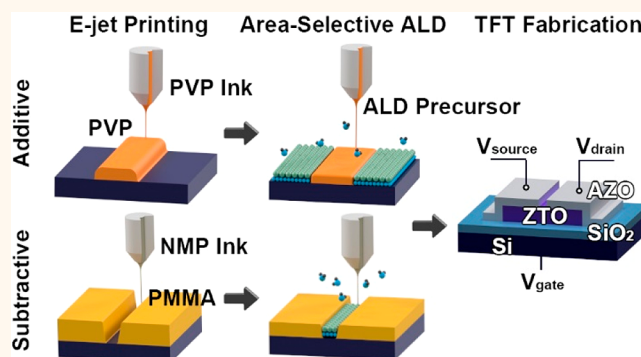 E-jet Printing
Area-Selective ALD
TFT Fabrication
Additive
PVP Ink
PVP
ALD Precursor
Vsource
Vdrain
AZO
ZTO
SiO₂
Si
Vgate
Subtractive
NMP Ink
PMMA